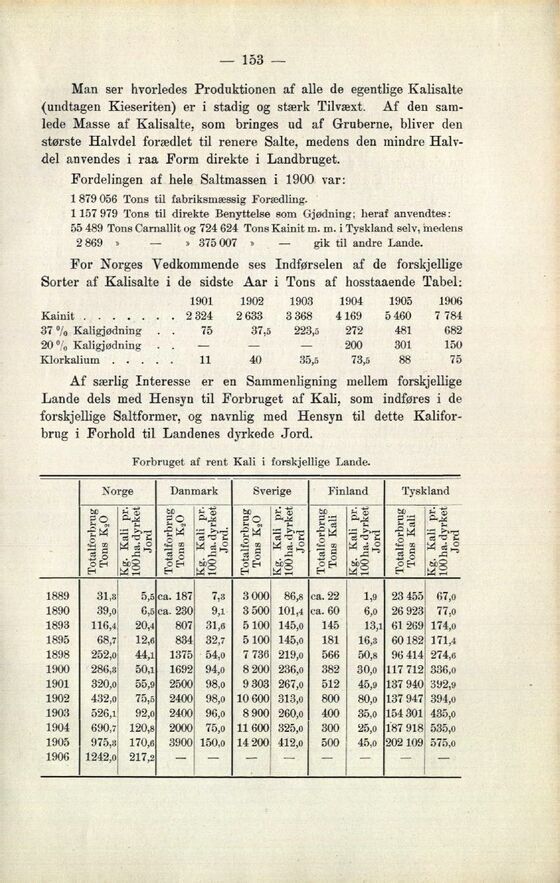 — 153 —
Man ser hvorledes Produktionen af alle de egentlige Kalisalte
(undtagen Kieseriten) er i stadig og stærk Tilvæxt. Af den sam-
lede Masse af Kalisalte, som bringes ud af Gruberne, bliver den
største Halvdel forædlet til renere Salte, medens den mindre Halv-
del anvendes i raa Form direkte i Landbruget.
Fordelingen af hele Saltmassen i 1900 var:
1 879 056 Tons til fabriksmæssig Forædling.
1 157 979 Tons til direkte Benyttelse som Gjødning; heraf anvendtes:
55 489 Tons Carnallit og 724 624 Tons Kainit m. m. i Tyskland selv, medens
2 869 » — » 375 007 » — gik til andre Lande.
For Norges Vedkommende ses Indførselen af de forskjellige
Sorter af Kalisalte i de sidste Aar i Tons af hosstaaende Tabel:
1901 1902 1903 1904 1905 1906
Kainit . . . . . . . 2 324 2 633 3 368 4 169 5 460 7 784
37 % Kaligjødning . . 75 37,5 223,5 272 481 682
20 % Kaligjødning . . — — — 200 301 150
Klorkalium . . . . . 11 40 35,5 73,5 88 75
Af særlig Interesse er en Sammenligning mellem forskjellige
Lande dels med Hensyn til Forbruget af Kali, som indføres i de
forskjellige Saltformer, og navnlig med Hensyn til dette Kalifor-
brug i Forhold til Landenes dyrkede Jord.
Forbruget af rent Kali i forskjellige Lande.
Norge Danmark Sverige Finland Tyskland
Totalforbrug Tons K₂O Kg. Kali pr. 100 ha. dyrket Jord Totalforbrug Tons K₂O Kg. Kali pr. 100 ha. dyrket Jord. Totalforbrug Tons K₂O Kg. Kali pr. 100 ha. dyrket Jord Totalforbrug Tons Kali Kg. Kali pr. 100 ha. dyrket Jord Totalforbrug Tons Kali Kg. Kali pr. 100 ha. dyrket Jord
1889 31,3 5,5 ca. 187 7,3 3 000 86,8 ca. 22 1,9 23 455 67,0
1890 39,0 6,5 ca. 230 9,1 3 500 101,4 ca. 60 6,0 26 923 77,0
1893 116,4 20,4 807 31,6 5 100 145,0 145 13,1 61 269 174,0
1895 68,7 12,6 834 32,7 5 100 145,0 181 16,3 60 182 171,4
1898 252,0 44,1 1375 54,0 7 736 219,0 566 50,8 96 414 274,6
1900 286,3 50,1 1692 94,0 8 200 236,0 382 30,0 117 712 336,0
1901 320,0 55,9 2500 98,0 9 303 267,0 512 45,9 137 940 392,9
1902 432,0 75,5 2400 98,0 10 600 313,0 800 80,0 137 947 394,0
1903 526,1 92,0 2400 96,0 8 900 260,0 400 35,0 154 301 435,0
1904 690,7 120,8 2000 75,0 11 600 325,0 300 25,0 187 918 535,0
1905 975,3 170,6 3900 150,0 14 200 412,0 500 45,0 202 109 575,0
1906 1242,0 217,2 — — — — — — — —